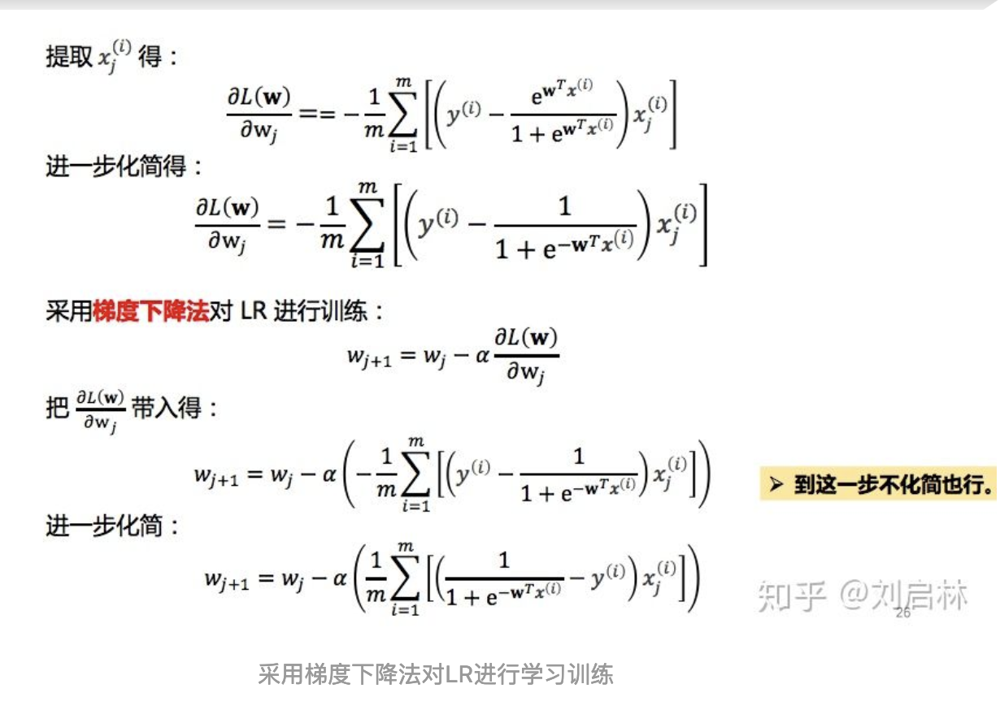 提取 $x_j^{(i)}$ 得：
$\frac{\partial L(\mathbf{w})}{\partial \mathrm{w}_j} == -\frac{1}{m}\sum_{i=1}^{m}\left[\left(y^{(i)} - \frac{e^{\mathbf{w}^T x^{(i)}}}{1 + e^{\mathbf{w}^T x^{(i)}}}\right)x_j^{(i)}\right]$
进一步化简得：
$\frac{\partial L(\mathbf{w})}{\partial \mathrm{w}_j} = -\frac{1}{m}\sum_{i=1}^{m}\left[\left(y^{(i)} - \frac{1}{1 + e^{-\mathbf{w}^T x^{(i)}}}\right)x_j^{(i)}\right]$
采用梯度下降法对 LR 进行训练：
$w_{j+1} = w_j - \alpha\frac{\partial L(\mathbf{w})}{\partial \mathrm{w}_j}$
把 $\frac{\partial L(\mathbf{w})}{\partial \mathrm{w}_j}$ 带入得：
$w_{j+1} = w_j - \alpha\left(-\frac{1}{m}\sum_{i=1}^{m}\left[\left(y^{(i)} - \frac{1}{1 + e^{-\mathbf{w}^T x^{(i)}}}\right)x_j^{(i)}\right]\right)$
➢ 到这一步不化简也行。
进一步化简：
$w_{j+1} = w_j - \alpha\left(\frac{1}{m}\sum_{i=1}^{m}\left[\left(\frac{1}{1 + e^{-\mathbf{w}^T x^{(i)}}} - y^{(i)}\right)x_j^{(i)}\right]\right)$
知乎 @刘启林
26
采用梯度下降法对LR进行学习训练